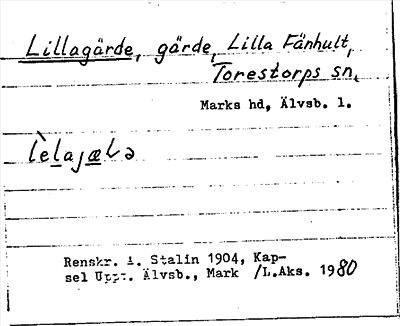 Lillagärde, gärde, Lilla Fänhult,
Torestorps sn.
Marks hd, Älvsb. l.
Renskr. A. Stalin 1904, Kap-
sel Uppt. Älvsb., Mark /L.Aks. 1980